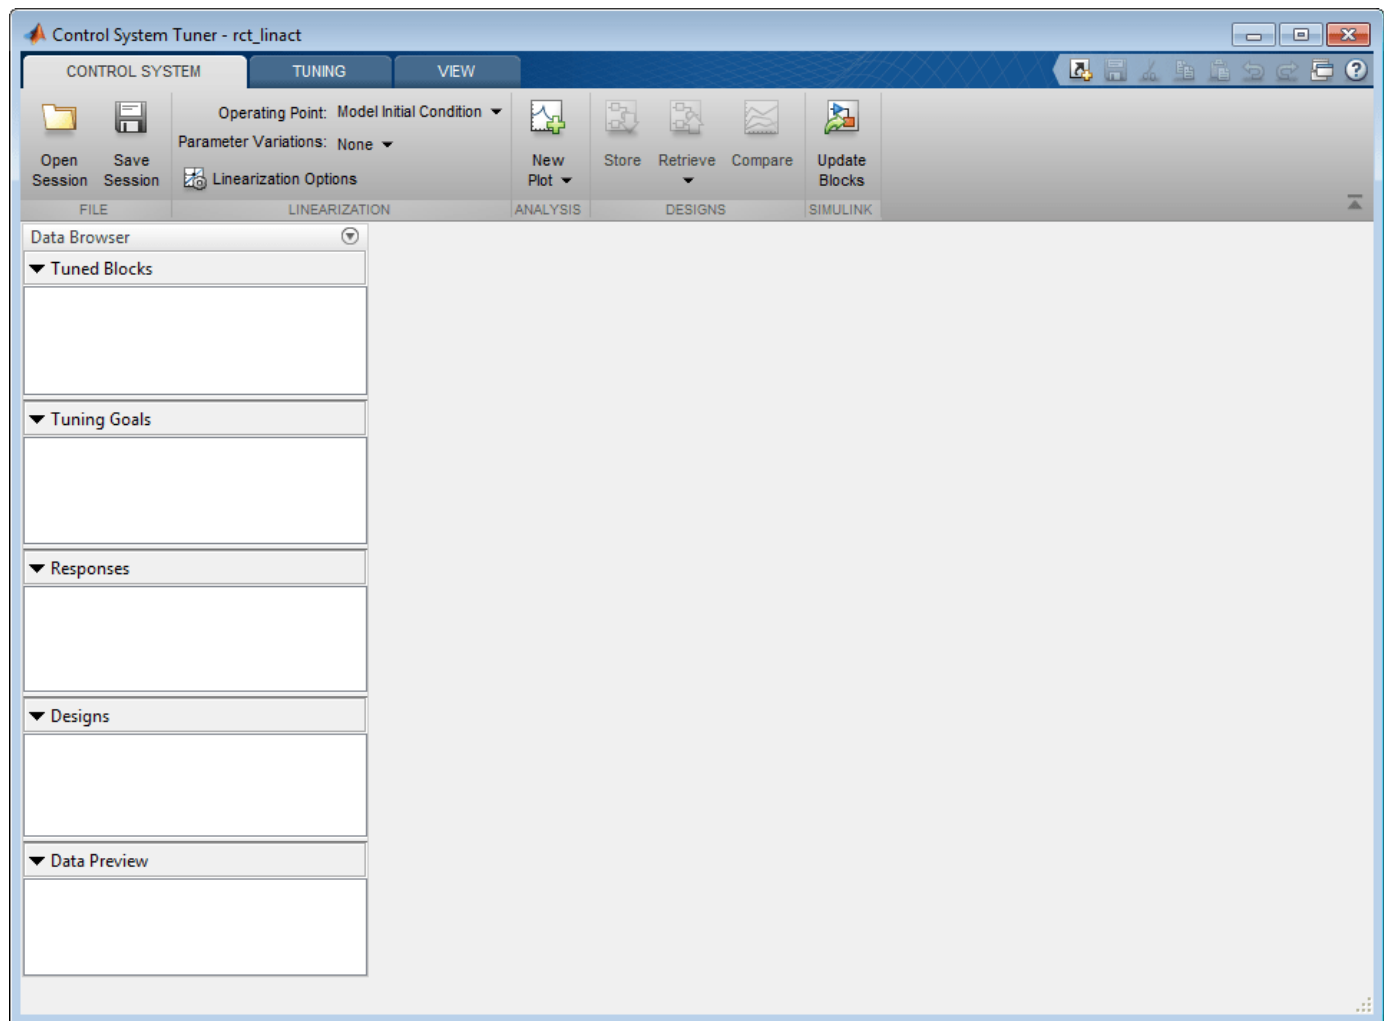 Control System Tuner - rct_linact
CONTROL SYSTEM TUNING VIEW
Operating Point: Model Initial Condition
Parameter Variations: None
Linearization Options
Open Session
Save Session
New Plot
Store
Retrieve
Compare
Update Blocks
FILE LINEARIZATION ANALYSIS DESIGNS SIMULINK
Data Browser
Tuned Blocks
Tuning Goals
Responses
Designs
Data Preview